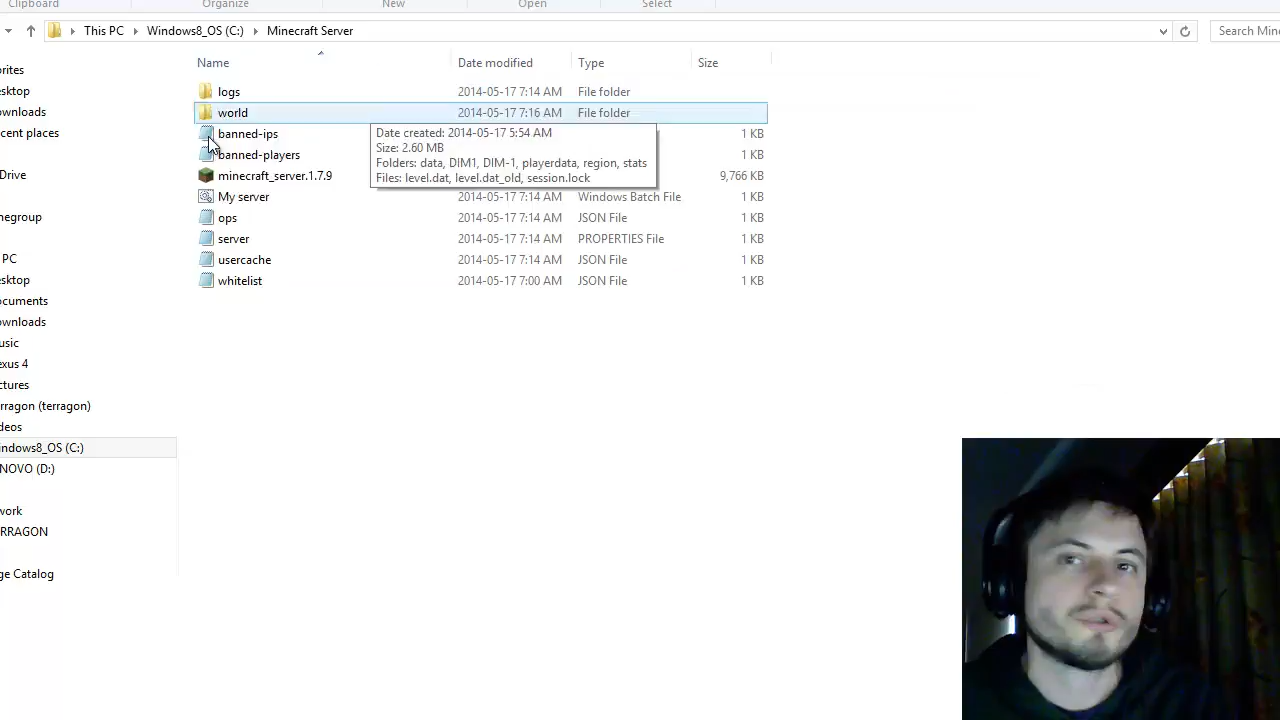 Clipboard Organize New Open Select
This PC Windows8_OS (C:) Minecraft Server Search Mine
Name Date modified Type Size
orites
esktop
ownloads
cent places
Drive
negroup
PC
esktop
ocuments
ownloads
usic
exus 4
ctures
rragon (terragon)
deos
indows8_OS (C:)
NOVO (D:)
work
RRAGON
ge Catalog
logs 2014-05-17 7:14 AM File folder
world 2014-05-17 7:16 AM File folder
banned-ips 1 KB
banned-players 1 KB
minecraft_server.1.7.9 9,766 KB
My server 2014-05-17 7:14 AM Windows Batch File 1 KB
ops 2014-05-17 7:14 AM JSON File 1 KB
server 2014-05-17 7:14 AM PROPERTIES File 1 KB
usercache 2014-05-17 7:14 AM JSON File 1 KB
whitelist 2014-05-17 7:00 AM JSON File 1 KB
Date created: 2014-05-17 5:54 AM
Size: 2.60 MB
Folders: data, DIM1, DIM-1, playerdata, region, stats
Files: level.dat, level.dat_old, session.lock